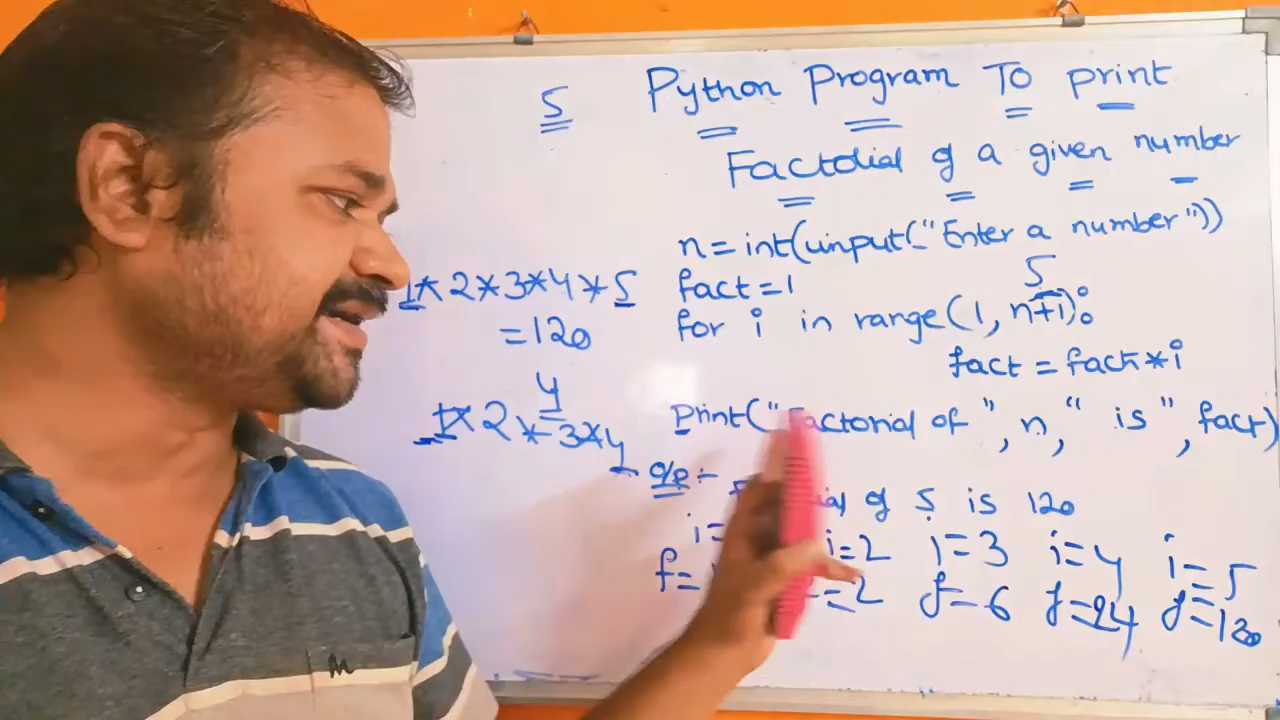 5
Python Program To print
Factorial of a given number
n=int(input("Enter a number"))
5
1*2*3*4*5
fact=1
=120
for i in range(1, n+1):
fact = fact*i
4
1*2*3*4
Print("Factorial of ", n, " is ", fact)
o/p:-
of 5 is 120
i= i=2 i=3 i=4 i=5
f= =2 f=6 f=24 f=120